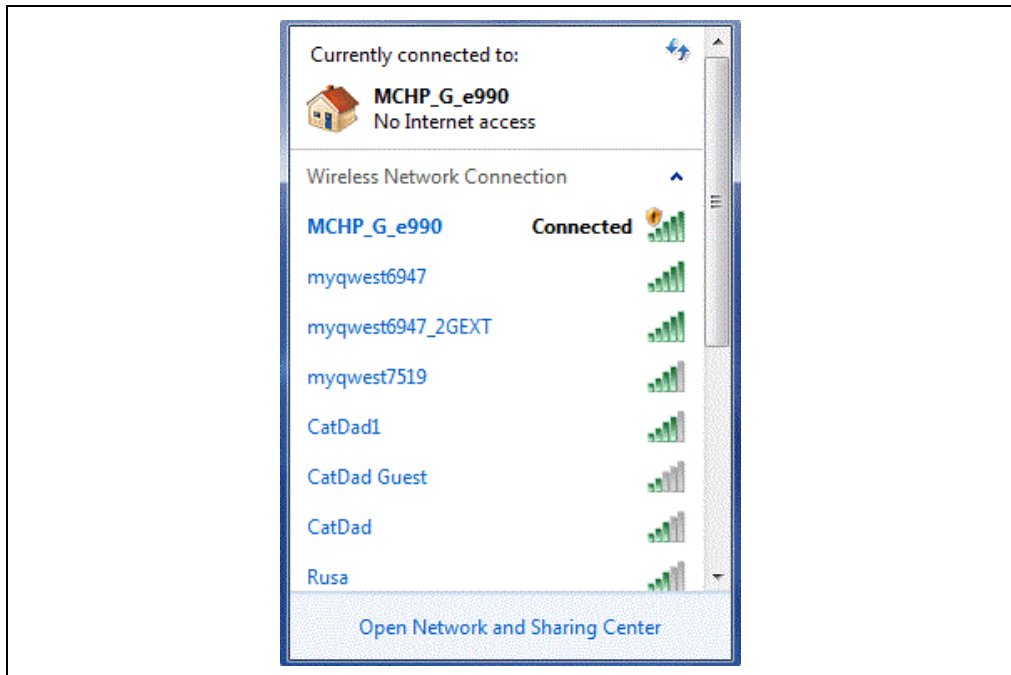 Currently connected to:
MCHP_G_e990
No Internet access
Wireless Network Connection
MCHP_G_e990 Connected
myqwest6947
myqwest6947_2GEXT
myqwest7519
CatDad1
CatDad Guest
CatDad
Rusa
Open Network and Sharing Center